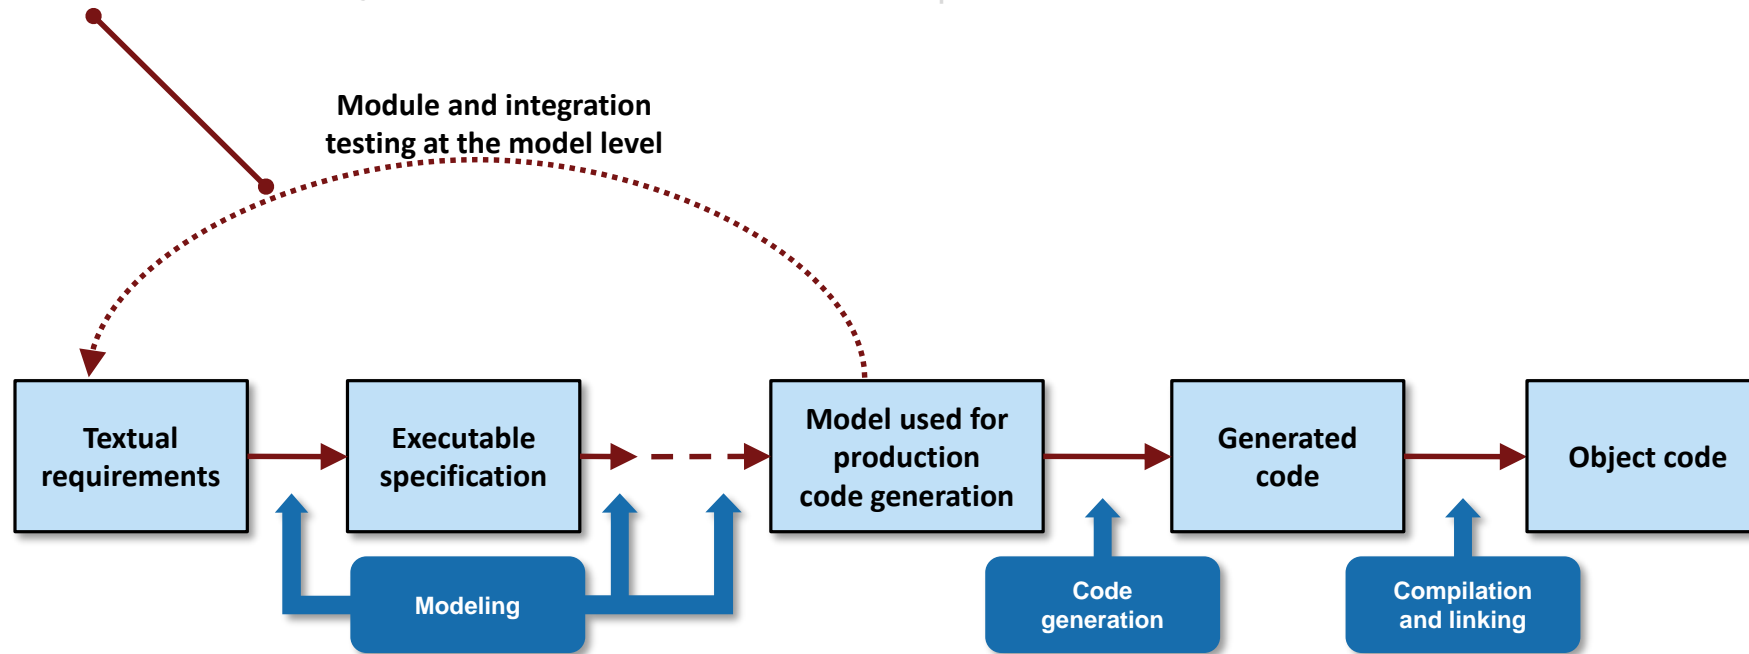 Module and integration
testing at the model level
Textual
requirements
Executable
specification
Model used for
production
code generation
Generated
code
Object code
Modeling
Code
generation
Compilation
and linking